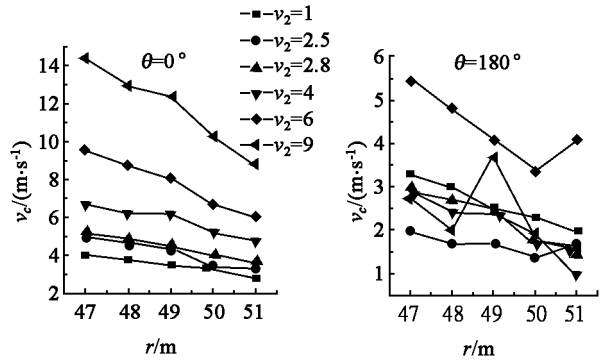 v₂=1
v₂=2.5
v₂=2.8
v₂=4
v₂=6
v₂=9
θ=0°
14
12
10
8
6
4
2
v_c/(m·s⁻¹)
47 48 49 50 51
r/m
θ=180°
6
5
4
3
2
1
v_c/(m·s⁻¹)
47 48 49 50 51
r/m